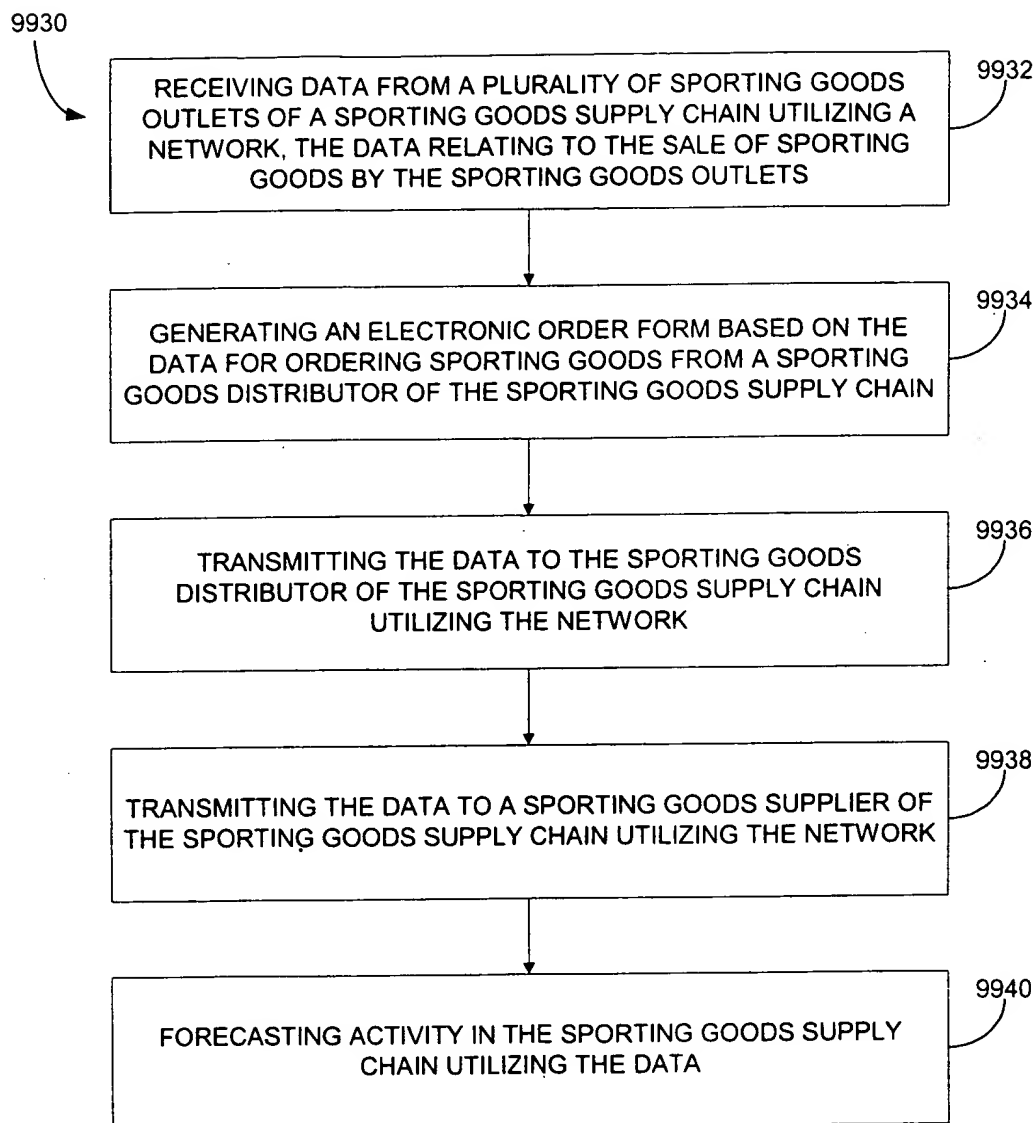 9930
RECEIVING DATA FROM A PLURALITY OF SPORTING GOODS
OUTLETS OF A SPORTING GOODS SUPPLY CHAIN UTILIZING A
NETWORK, THE DATA RELATING TO THE SALE OF SPORTING
GOODS BY THE SPORTING GOODS OUTLETS
9932
GENERATING AN ELECTRONIC ORDER FORM BASED ON THE
DATA FOR ORDERING SPORTING GOODS FROM A SPORTING
GOODS DISTRIBUTOR OF THE SPORTING GOODS SUPPLY CHAIN
9934
TRANSMITTING THE DATA TO THE SPORTING GOODS
DISTRIBUTOR OF THE SPORTING GOODS SUPPLY CHAIN
UTILIZING THE NETWORK
9936
TRANSMITTING THE DATA TO A SPORTING GOODS SUPPLIER OF
THE SPORTING GOODS SUPPLY CHAIN UTILIZING THE NETWORK
9938
FORECASTING ACTIVITY IN THE SPORTING GOODS SUPPLY
CHAIN UTILIZING THE DATA
9940